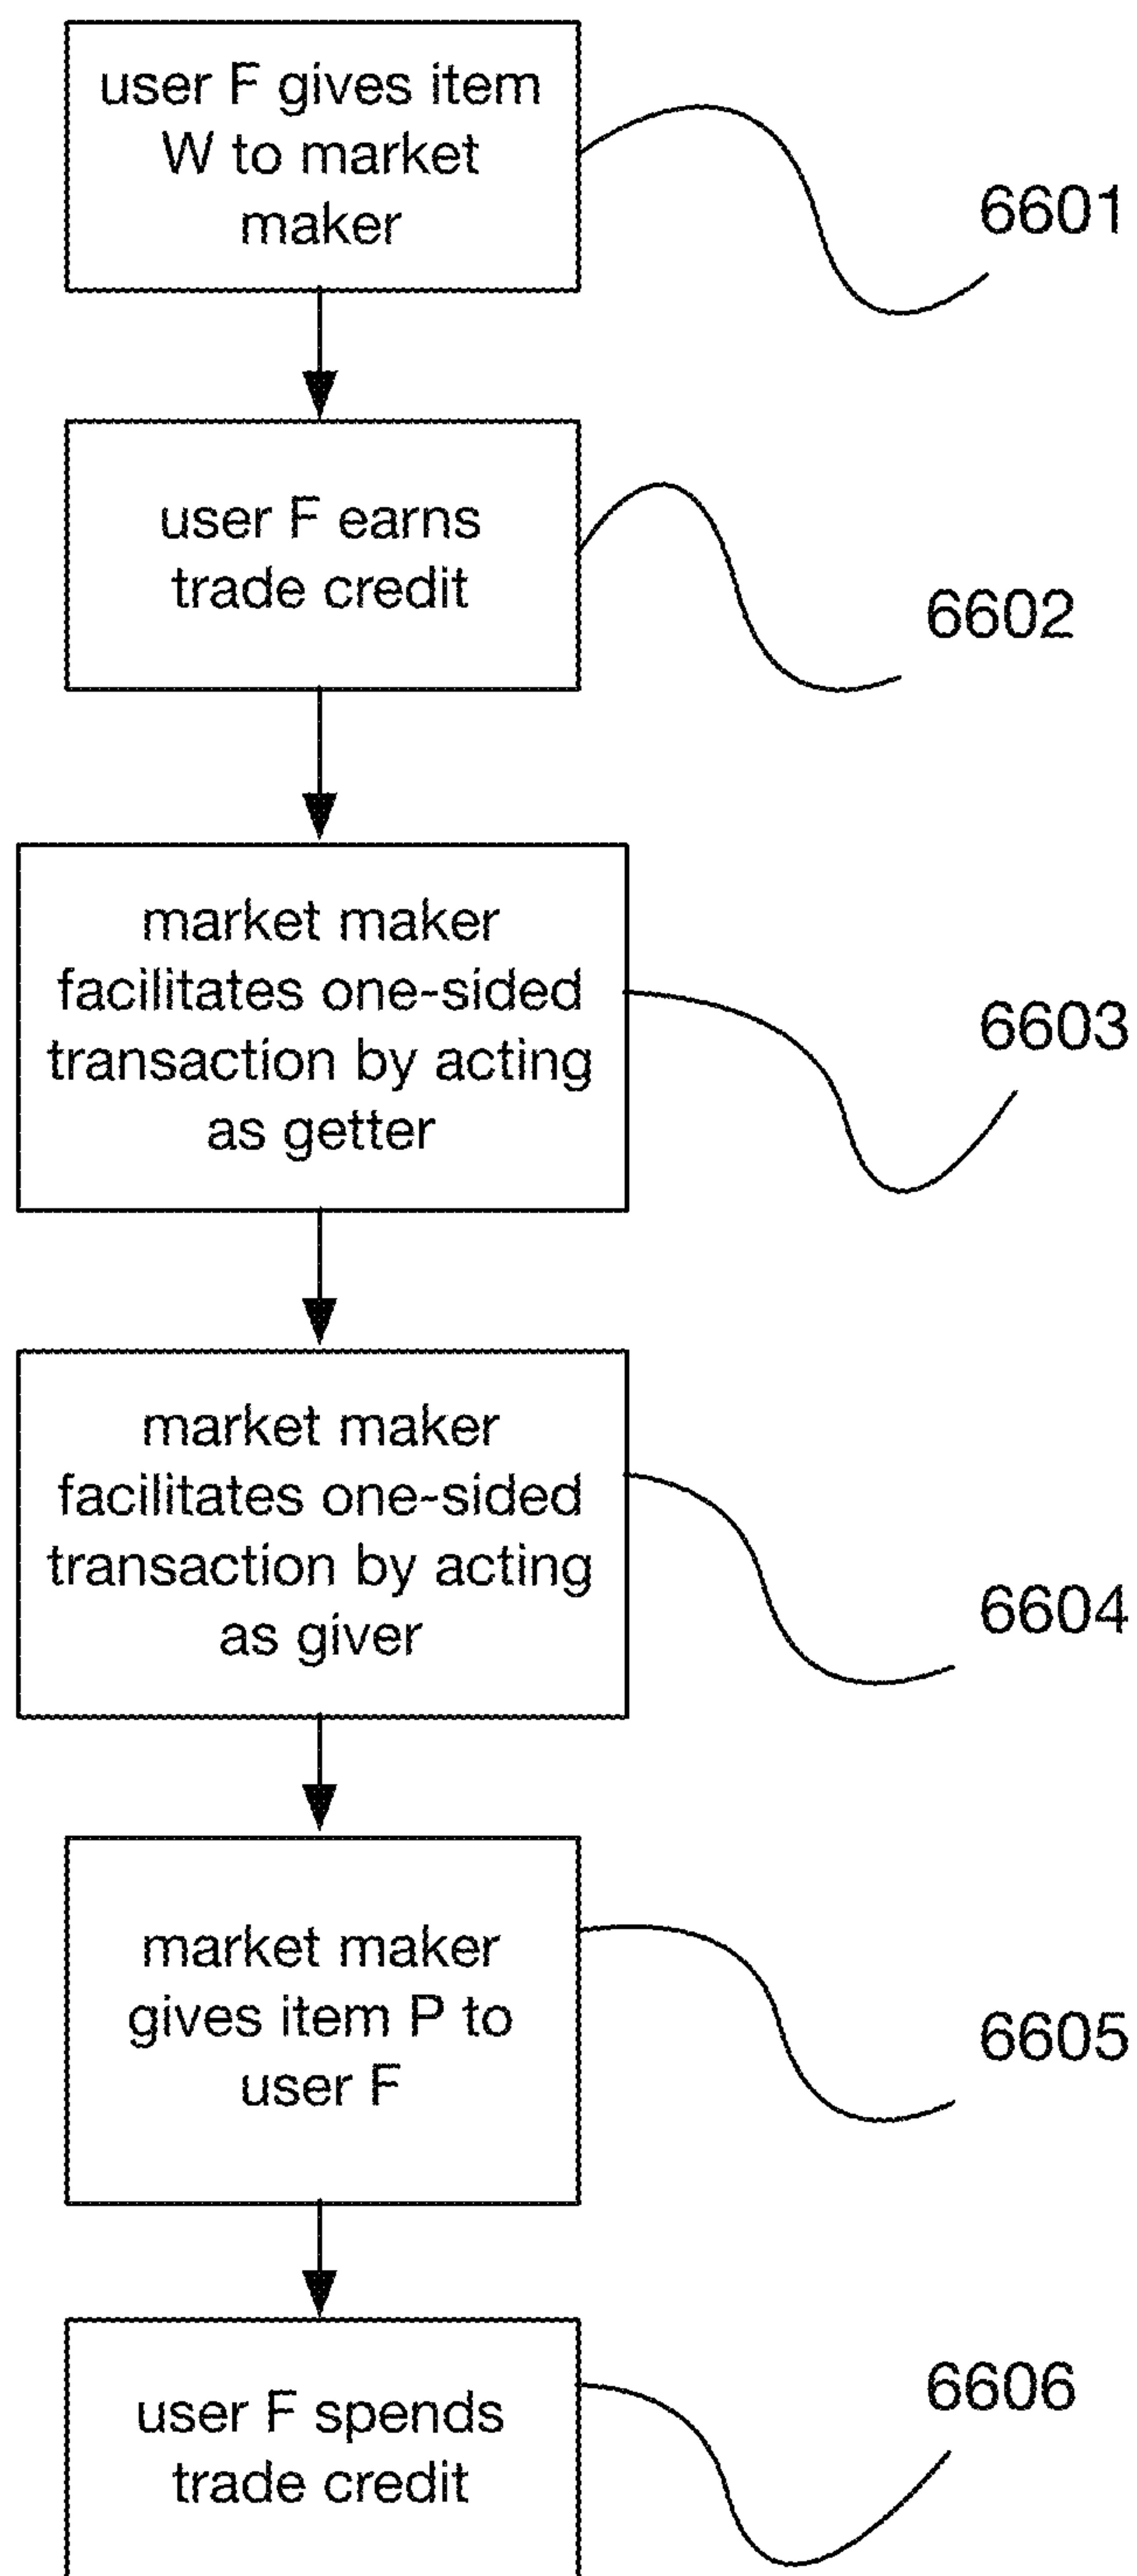 user F gives item
W to market
maker
6601
user F earns
trade credit
6602
market maker
facilitates one-sided
transaction by acting
as getter
6603
market maker
facilitates one-sided
transaction by acting
as giver
6604
market maker
gives item P to
user F
6605
user F spends
trade credit
6606